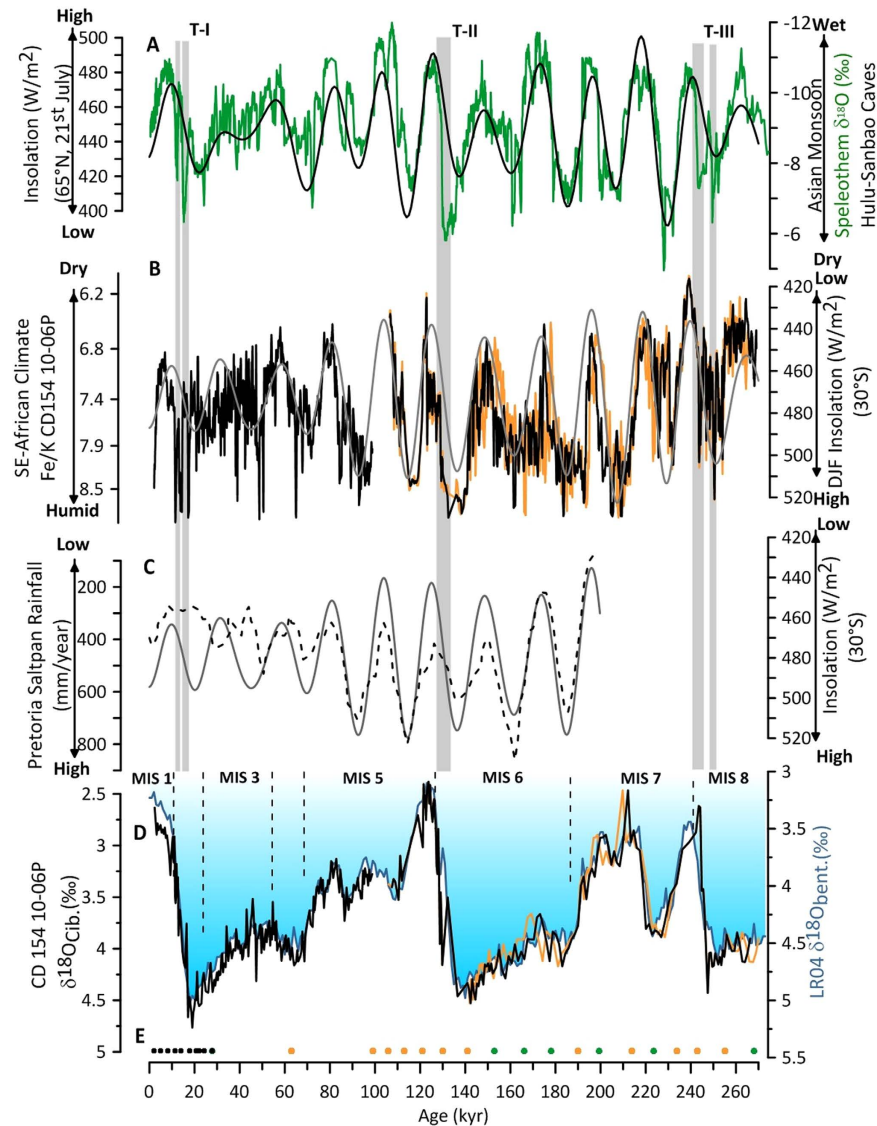 High
T-I
T-II
T-III
-12
Wet
A
500
480
460
440
420
400
Insolation (W/m²)
(65°N, 21st July)
Low
-10
-8
-6
Asian Monsoon
Speleothem δ18O (‰)
Hulu-Sanbao Caves
Dry
Dry
B
Low
6.2
6.8
7.4
7.9
8.5
SE-African Climate
Fe/K CD154 10-06P
Humid
420
440
460
480
500
520
DJF Insolation (W/m²)
(30°S)
High
Low
C
Low
200
400
600
800
Pretoria Saltpan Rainfall
(mm/year)
High
420
440
460
480
500
520
Insolation (W/m²)
(30°S)
High
MIS 1
MIS 3
MIS 5
MIS 6
MIS 7
MIS 8
3
2.5
D
3
3.5
4
4.5
5
CD 154 10-06P
δ18OCib.(‰)
3.5
4
4.5
5
5.5
LR04 δ18Obent.(‰)
E
0 20 40 60 80 100 120 140 160 180 200 220 240 260
Age (kyr)